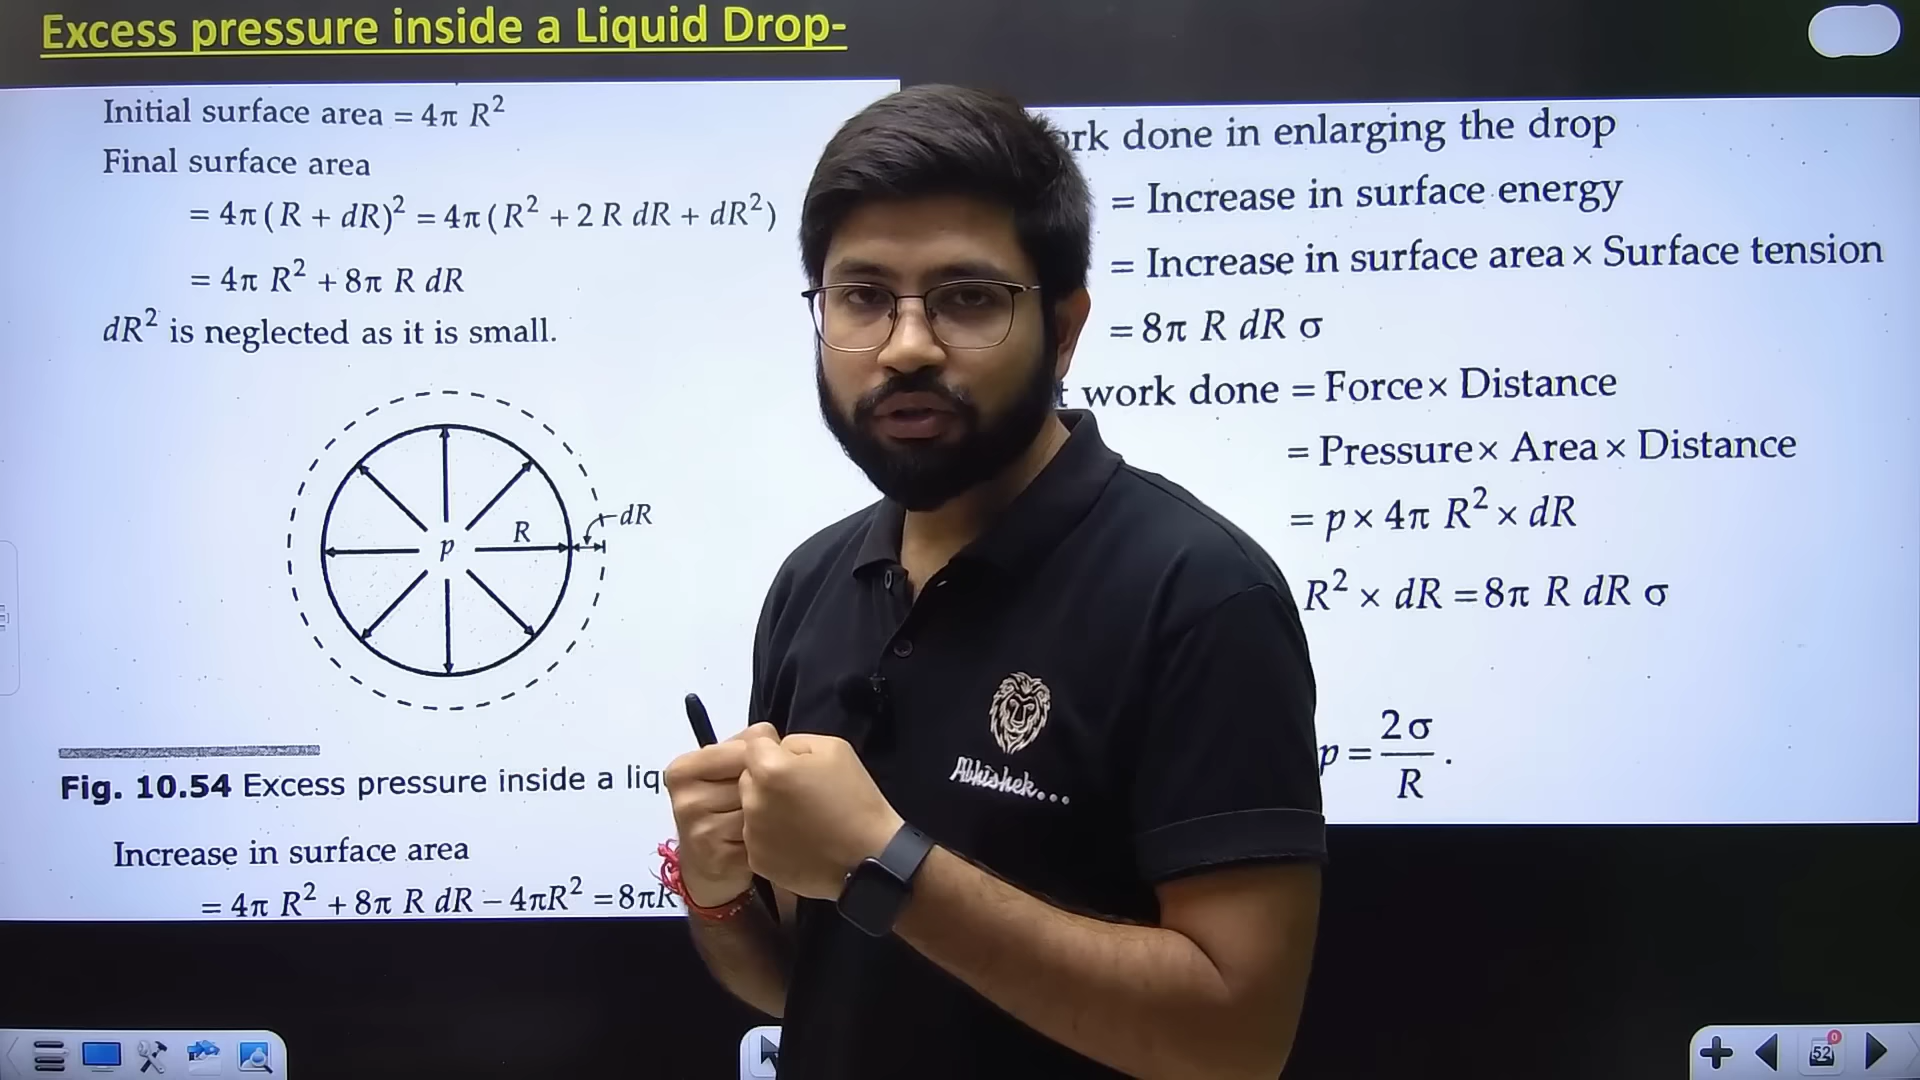 Excess pressure inside a Liquid Drop-
Initial surface area = 4π R²
Final surface area
= 4π (R + dR)² = 4π (R² + 2 R dR + dR²)
= 4π R² + 8π R dR
dR² is neglected as it is small.
dR
R
p
Fig. 10.54 Excess pressure inside a
Increase in surface area
= 4π R² + 8π R dR − 4πR² = 8π
done in enlarging the drop
= Increase in surface energy
= Increase in surface area × Surface tension
= 8π R dR σ
work done = Force × Distance
= Pressure × Area × Distance
= p × 4π R² × dR
R² × dR = 8π R dR σ
p = 2σ / R .
Abhishek...
52
0